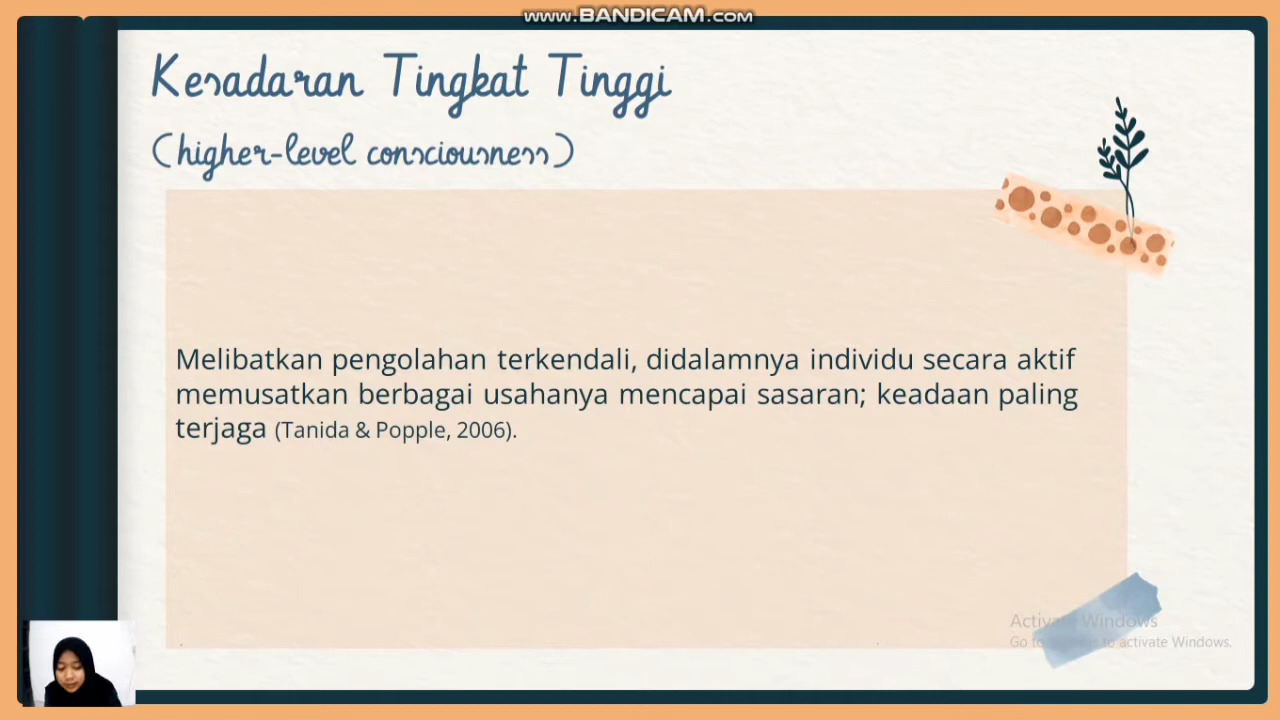 WWW.BANDICAM.COM
Kesadaran Tingkat Tinggi
(higher-level consciousness)
Melibatkan pengolahan terkendali, didalamnya individu secara aktif
memusatkan berbagai usahanya mencapai sasaran; keadaan paling
terjaga (Tanida & Popple, 2006).
Activate Windows
Go to Settings to activate Windows.